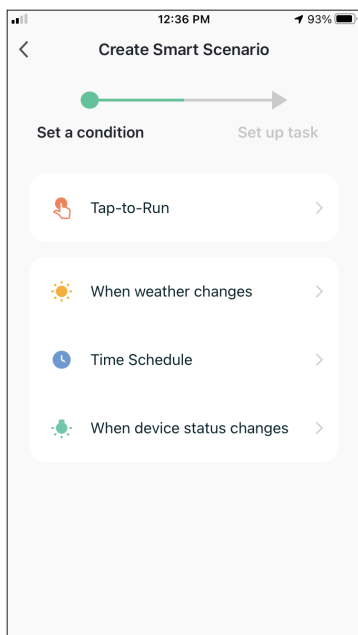 12:36 PM
93%
Create Smart Scenario
Set a condition
Set up task
Tap-to-Run
When weather changes
Time Schedule
When device status changes